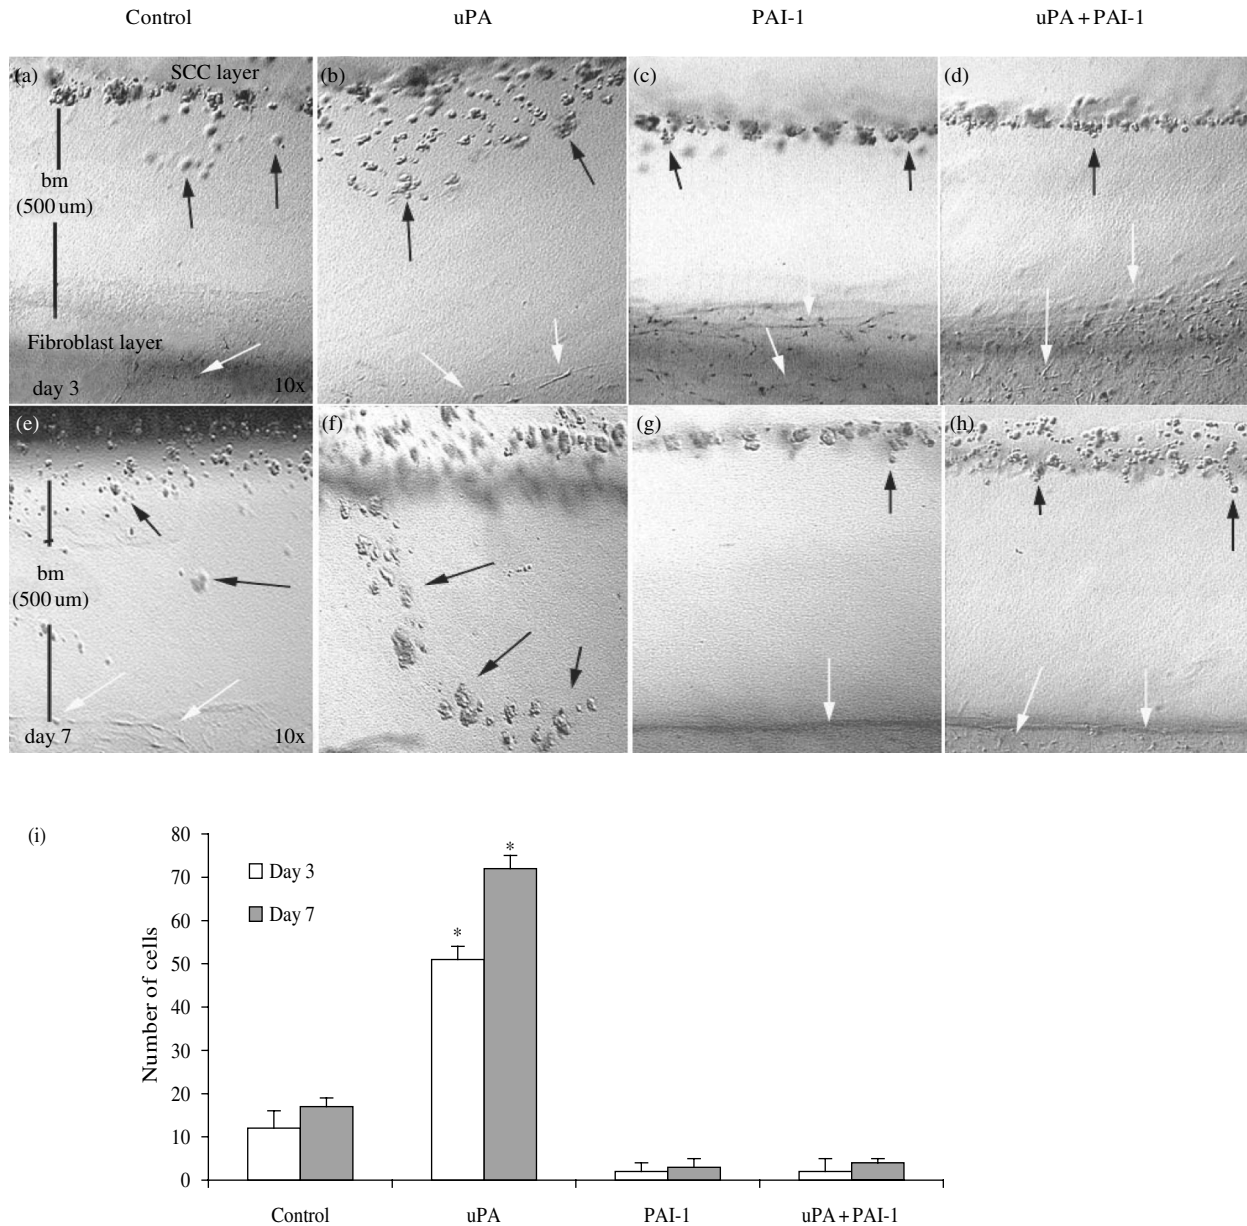 Control uPA PAI-1 uPA + PAI-1
(a) SCC layer (b) (c) (d)
bm
(500 um)
Fibroblast layer
day 3 10x
(e) (f) (g) (h)
bm
(500 um)
day 7 10x
(i)
80
70
60
50
40
30
20
10
0
Number of cells
Day 3
Day 7
*
*
Control uPA PAI-1 uPA + PAI-1